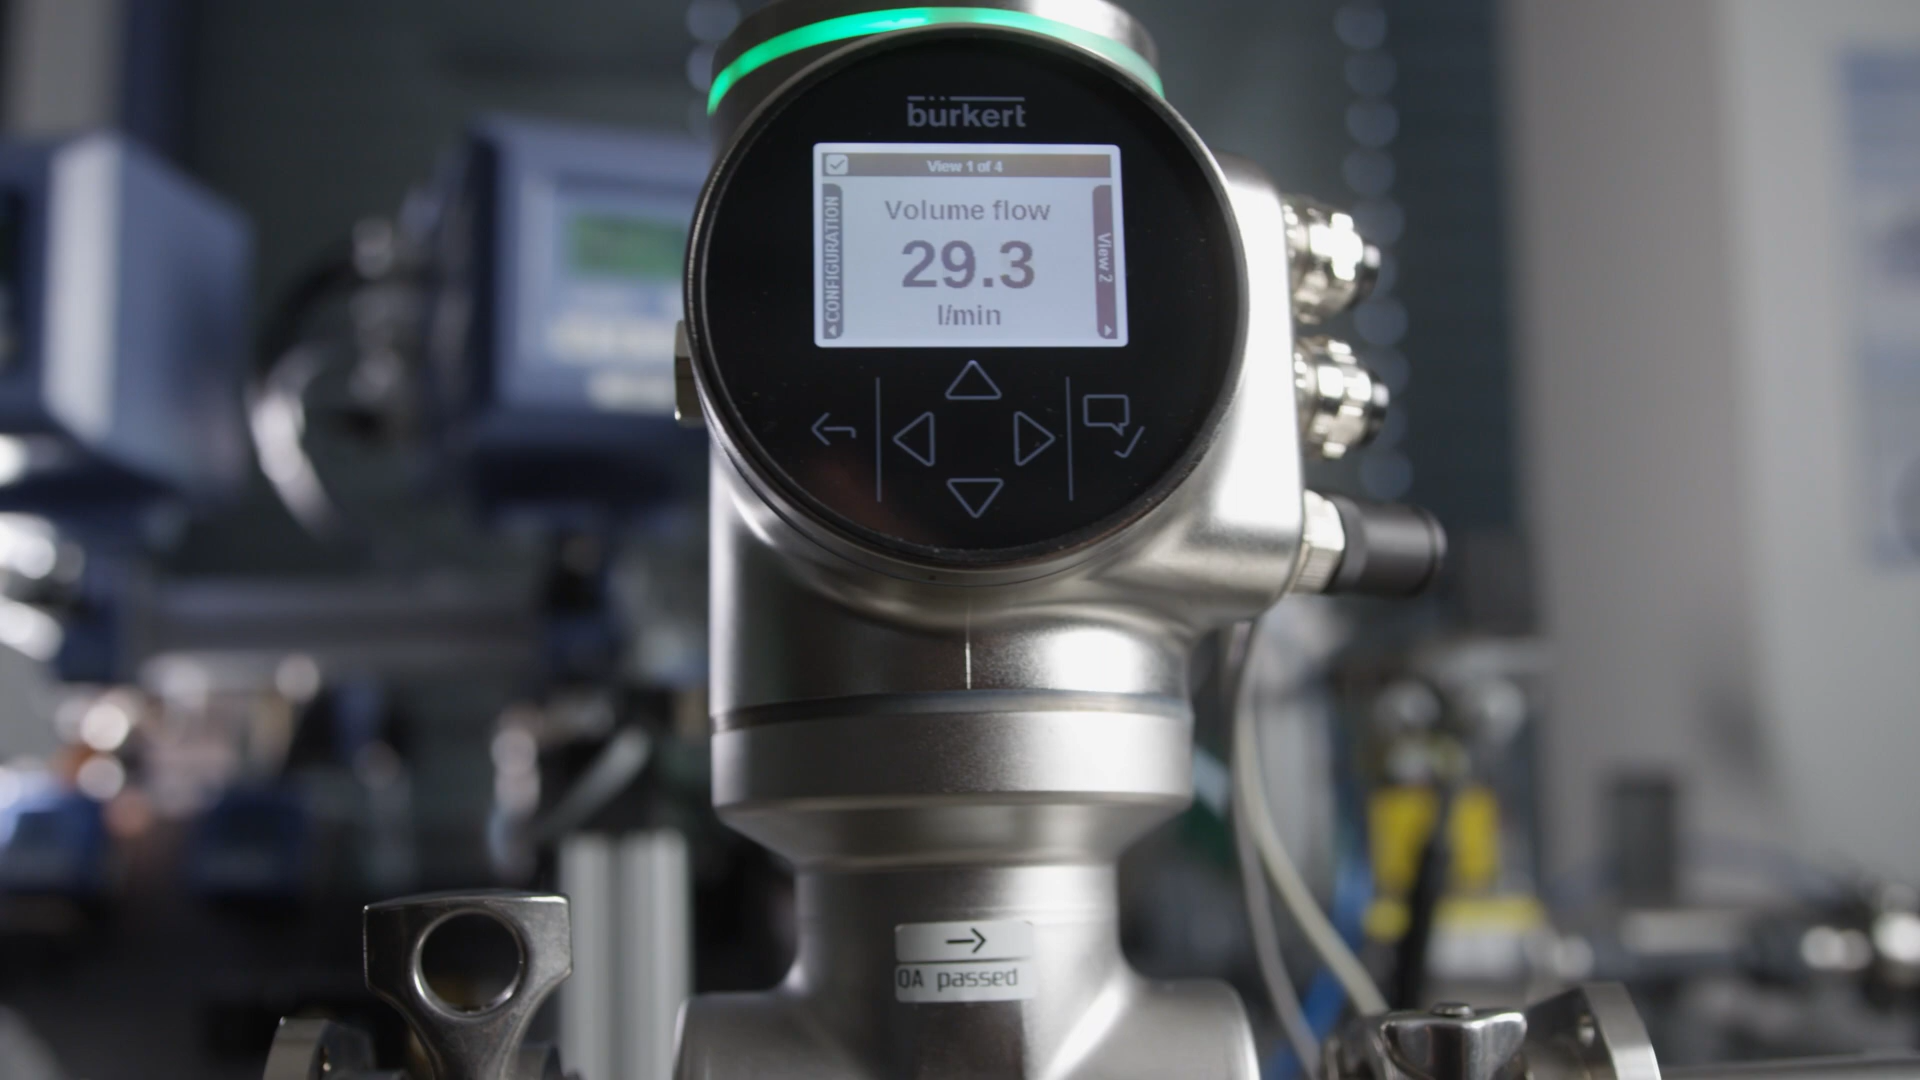 bürkert
View 1 of 4
CONFIGURATION
Volume flow
29.3
l/min
View 2
QA passed